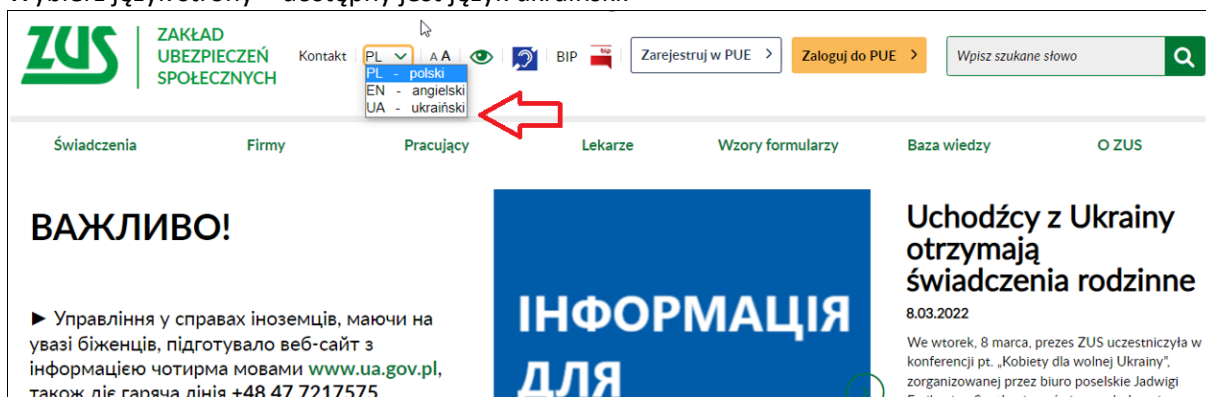 Wybierz język strony – dostępny jest język ukraiński.
ZUS
ZAKŁAD
UBEZPIECZEŃ
SPOŁECZNYCH
Kontakt
PL
A A
BIP
bip
Zarejestruj w PUE >
Zaloguj do PUE >
Wpisz szukane słowo
PL - polski
EN - angielski
UA - ukraiński
Świadczenia Firmy Pracujący Lekarze Wzory formularzy Baza wiedzy O ZUS
ВАЖЛИВО!
► Управління у справах іноземців, маючи на
увазі біженців, підготувало веб-сайт з
інформацією чотирма мовами www.ua.gov.pl,
також діє гаряча лінія +48 47 7217575
ІНФОРМАЦІЯ
ДЛЯ
Uchodźcy z Ukrainy
otrzymają
świadczenia rodzinne
8.03.2022
We wtorek, 8 marca, prezes ZUS uczestniczyła w
konferencji pt. „Kobiety dla wolnej Ukrainy”,
zorganizowanej przez biuro poselskie Jadwigi